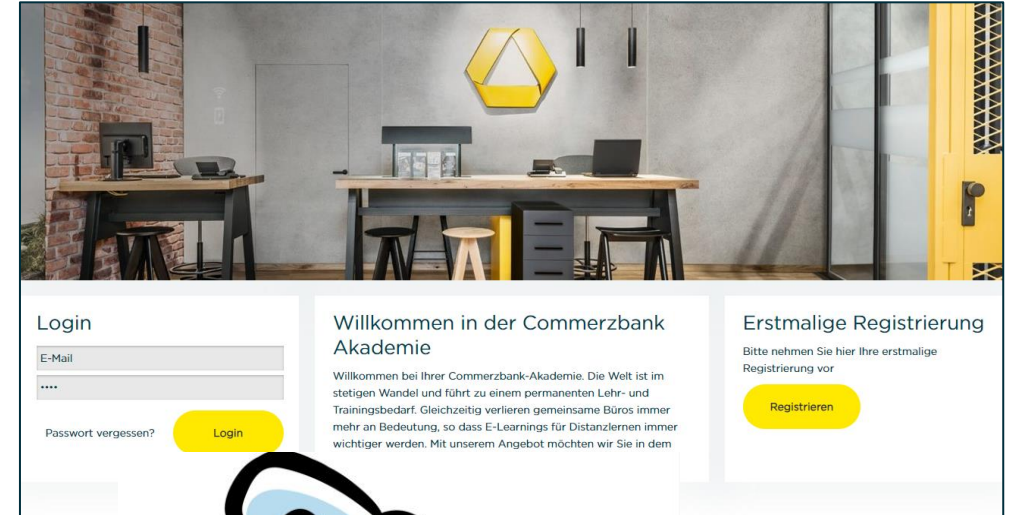 Login
E-Mail
••••
Passwort vergessen?
Login
Willkommen in der Commerzbank
Akademie
Willkommen bei Ihrer Commerzbank-Akademie. Die Welt ist im
stetigen Wandel und führt zu einem permanenten Lehr- und
Trainingsbedarf. Gleichzeitig verlieren gemeinsame Büros immer
mehr an Bedeutung, so dass E-Learnings für Distanzlernen immer
wichtiger werden. Mit unserem Angebot möchten wir Sie in dem
Erstmalige Registrierung
Bitte nehmen Sie hier Ihre erstmalige
Registrierung vor
Registrieren